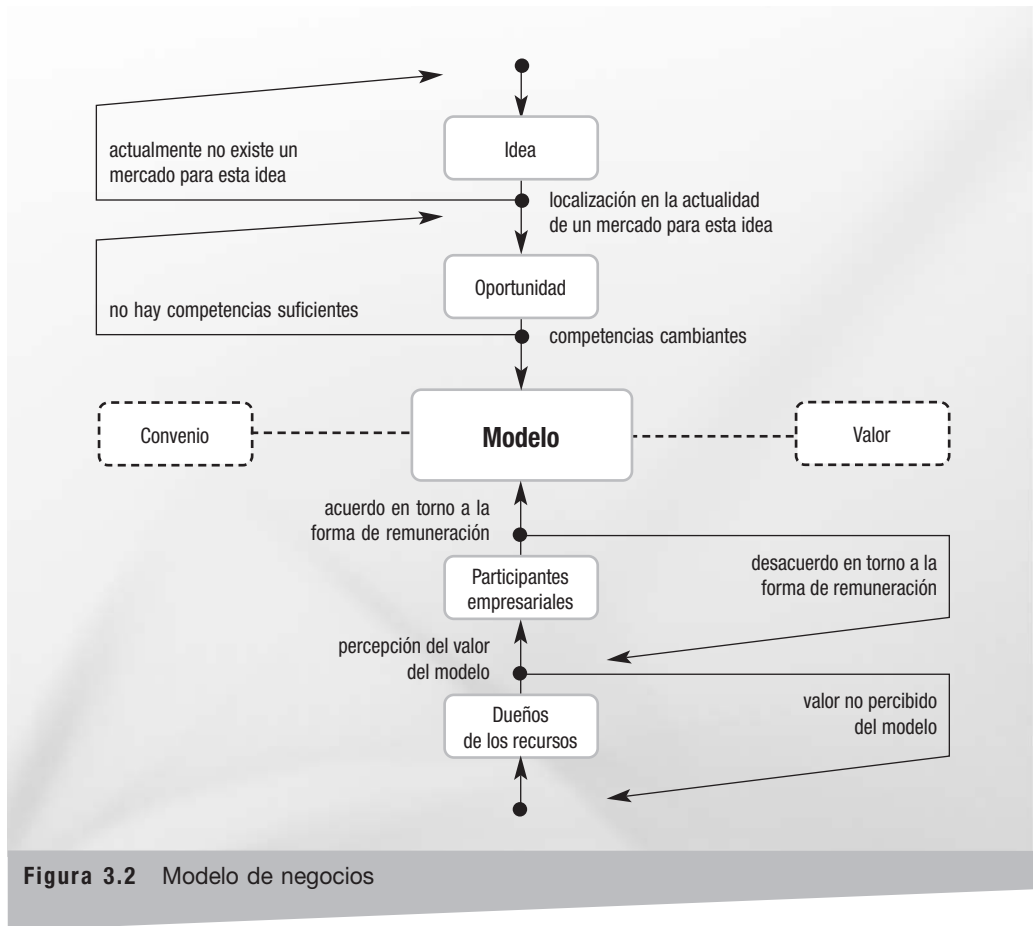 Idea
actualmente no existe un
mercado para esta idea
localización en la actualidad
de un mercado para esta idea
Oportunidad
no hay competencias suficientes
competencias cambiantes
Convenio
Modelo
Valor
acuerdo en torno a la
forma de remuneración
desacuerdo en torno a la
forma de remuneración
Participantes
empresariales
percepción del valor
del modelo
valor no percibido
del modelo
Dueños
de los recursos
Figura 3.2 Modelo de negocios